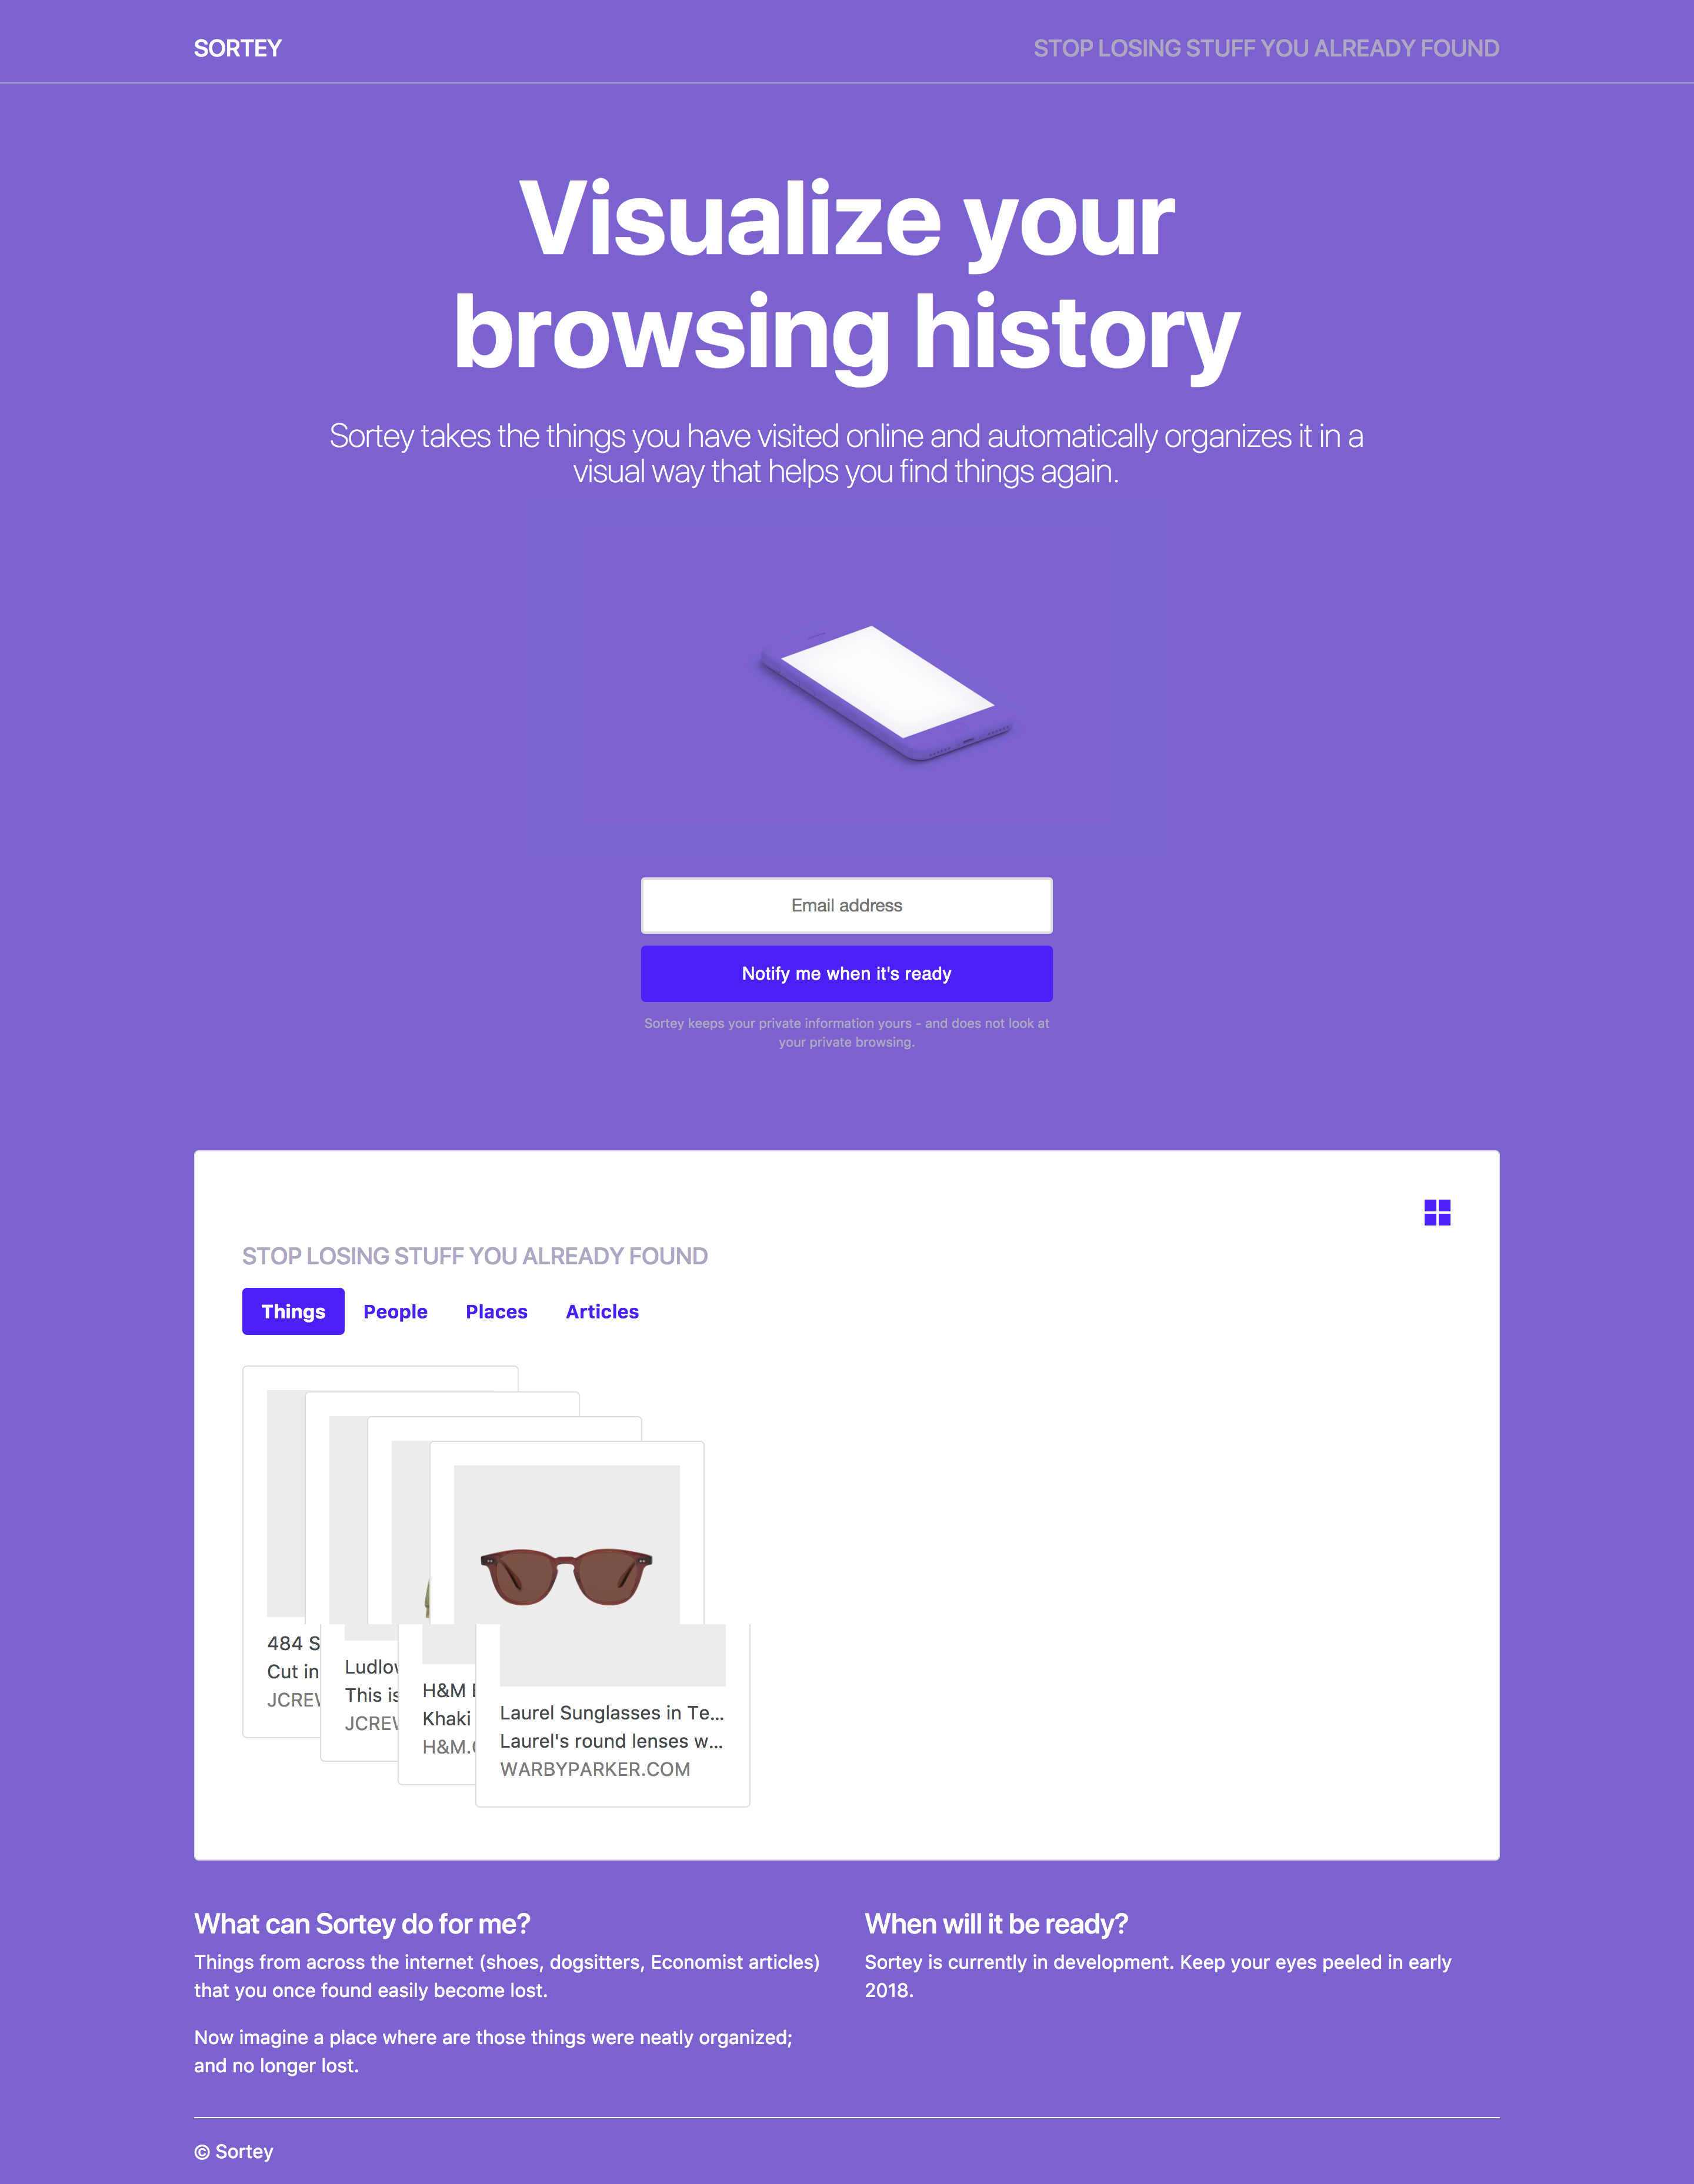 SORTEY
STOP LOSING STUFF YOU ALREADY FOUND
Visualize your
browsing history
Sortey takes the things you have visited online and automatically organizes it in a
visual way that helps you find things again.
Email address
Notify me when it's ready
Sortey keeps your private information yours - and does not look at
your private browsing.
STOP LOSING STUFF YOU ALREADY FOUND
Things People Places Articles
484 S
Cut in
JCREW
Ludlow
This is
JCREW
H&M
Khaki
H&M.
Laurel Sunglasses in Te...
Laurel's round lenses w...
WARBYPARKER.COM
What can Sortey do for me?
Things from across the internet (shoes, dogsitters, Economist articles)
that you once found easily become lost.
Now imagine a place where are those things were neatly organized;
and no longer lost.
When will it be ready?
Sortey is currently in development. Keep your eyes peeled in early
2018.
© Sortey